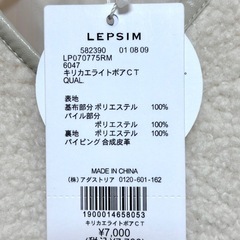 LEPSIM
582390 01 08 09
LP070775RM
6047
キリカエライトボアCT
QUAL.
表地
基布部分 ポリエステル 100%
パイル部分
ポリエステル 100%
裏地 ポリエステル 100%
パイピング 合成皮革
MADE IN CHINA
(株)アダストリア 0120-601-162
キリカエライトボアCT
1900014658053
¥7,000